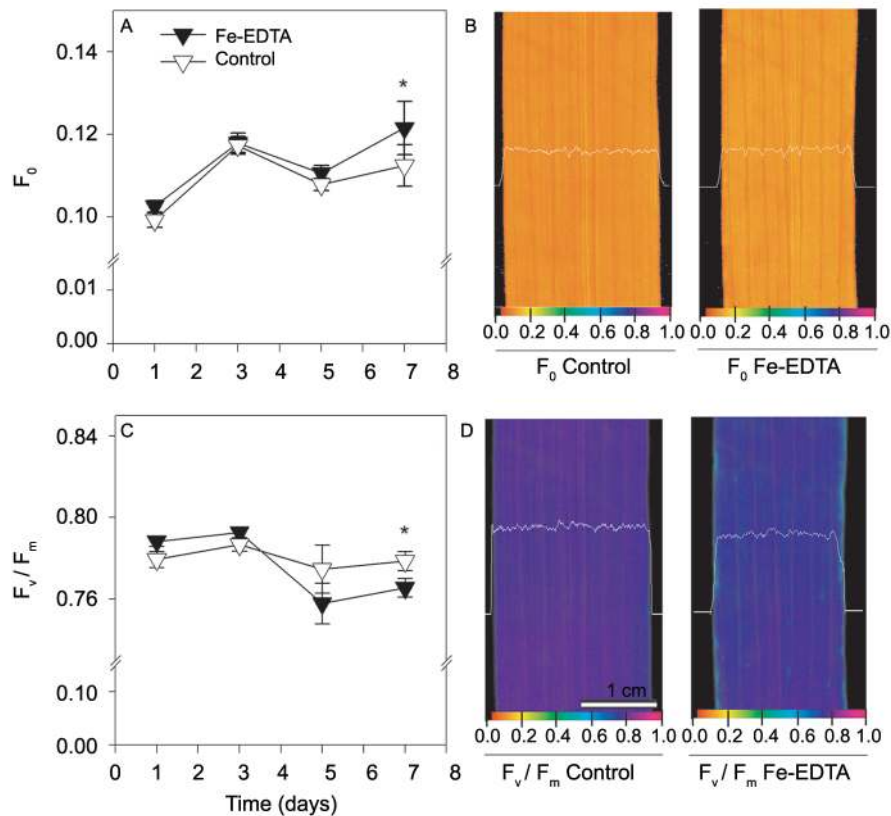 A
Fe-EDTA
Control
*
0.15
0.14
0.12
0.10
0.01
0.00
F0
0 1 2 3 4 5 6 7 8
B
0.0 0.2 0.4 0.6 0.8 1.0
F0 Control
0.0 0.2 0.4 0.6 0.8 1.0
F0 Fe-EDTA
C
*
0.84
0.80
0.76
0.10
0.00
Fv / Fm
0 1 2 3 4 5 6 7 8
Time (days)
D
1 cm
0.0 0.2 0.4 0.6 0.8 1.0
Fv / Fm Control
0.0 0.2 0.4 0.6 0.8 1.0
Fv / Fm Fe-EDTA